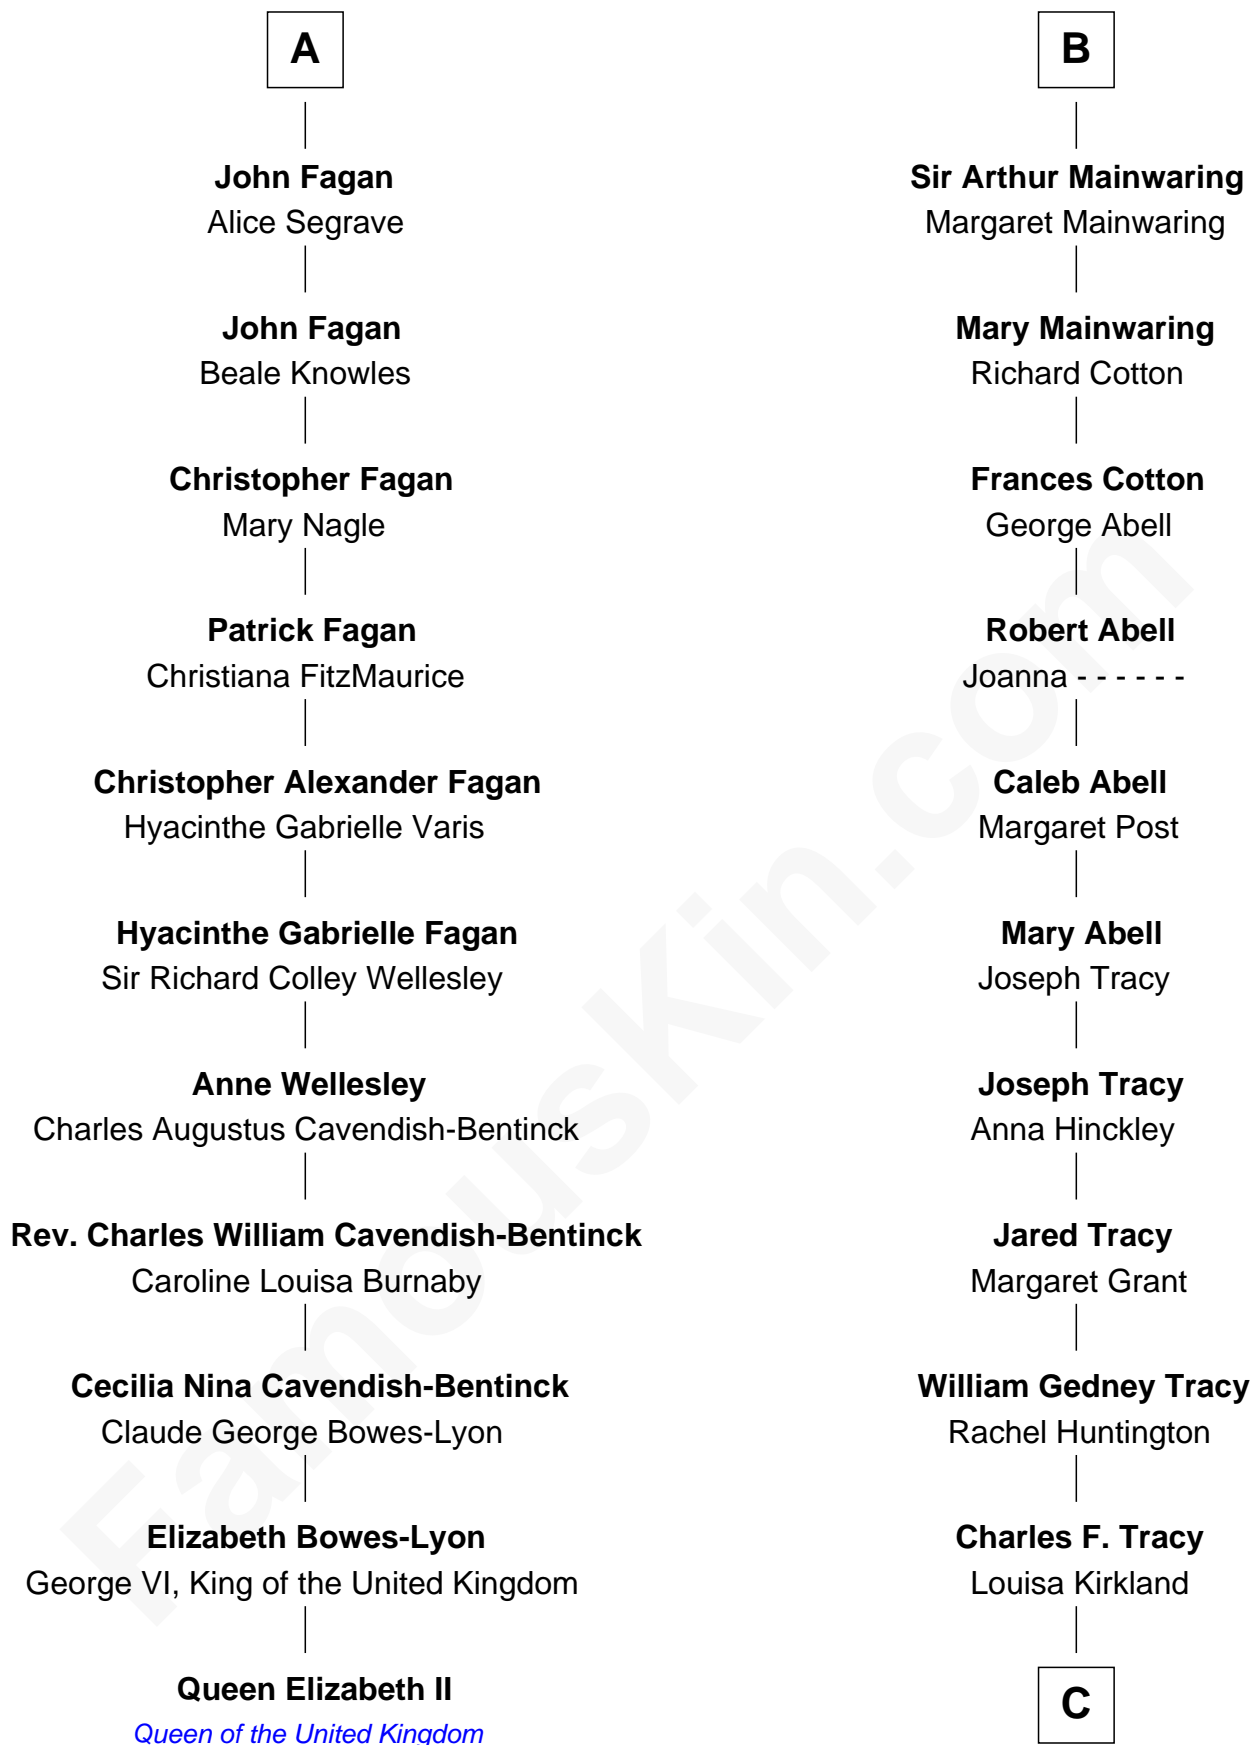 A
John Fagan
Alice Segrave
John Fagan
Beale Knowles
Christopher Fagan
Mary Nagle
Patrick Fagan
Christiana FitzMaurice
Christopher Alexander Fagan
Hyacinthe Gabrielle Varis
Hyacinthe Gabrielle Fagan
Sir Richard Colley Wellesley
Anne Wellesley
Charles Augustus Cavendish-Bentinck
Rev. Charles William Cavendish-Bentinck
Caroline Louisa Burnaby
Cecilia Nina Cavendish-Bentinck
Claude George Bowes-Lyon
Elizabeth Bowes-Lyon
George VI, King of the United Kingdom
Queen Elizabeth II
Queen of the United Kingdom
B
Sir Arthur Mainwaring
Margaret Mainwaring
Mary Mainwaring
Richard Cotton
Frances Cotton
George Abell
Robert Abell
Joanna - - - - - -
Caleb Abell
Margaret Post
Mary Abell
Joseph Tracy
Joseph Tracy
Anna Hinckley
Jared Tracy
Margaret Grant
William Gedney Tracy
Rachel Huntington
Charles F. Tracy
Louisa Kirkland
C
FamousKin.com